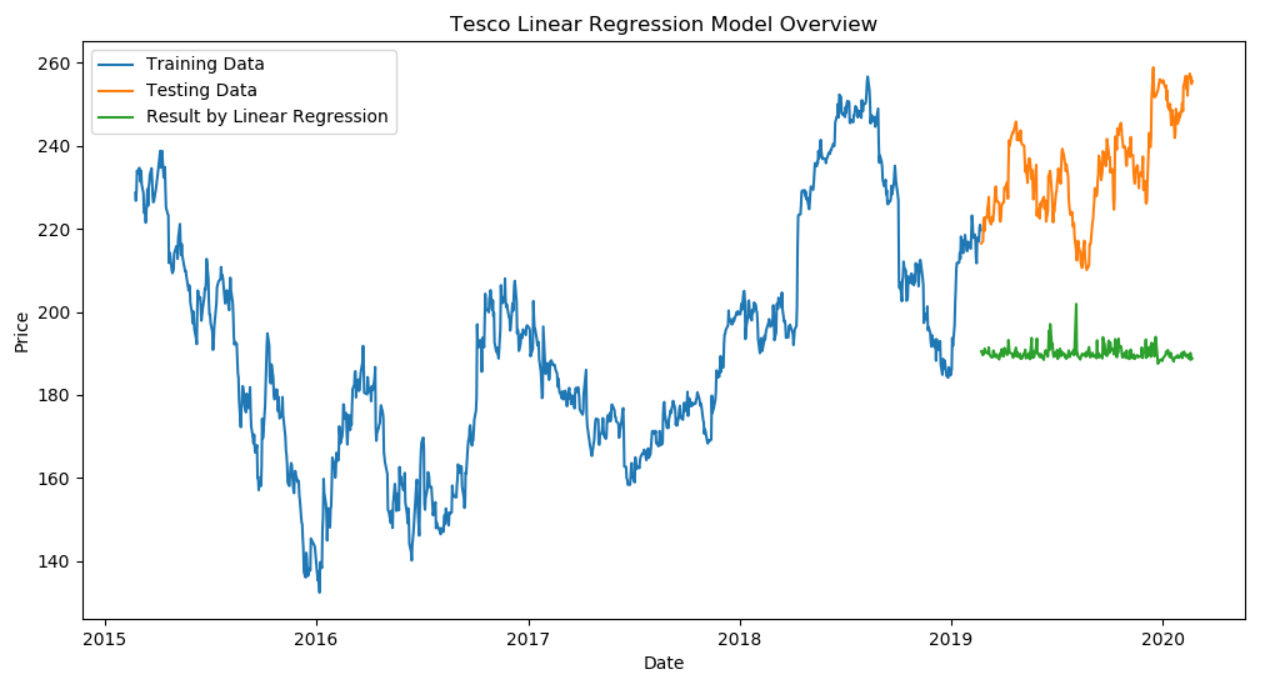 Tesco Linear Regression Model Overview
Training Data
Testing Data
Result by Linear Regression
260
240
220
200
180
160
140
Price
2015 2016 2017 2018 2019 2020
Date